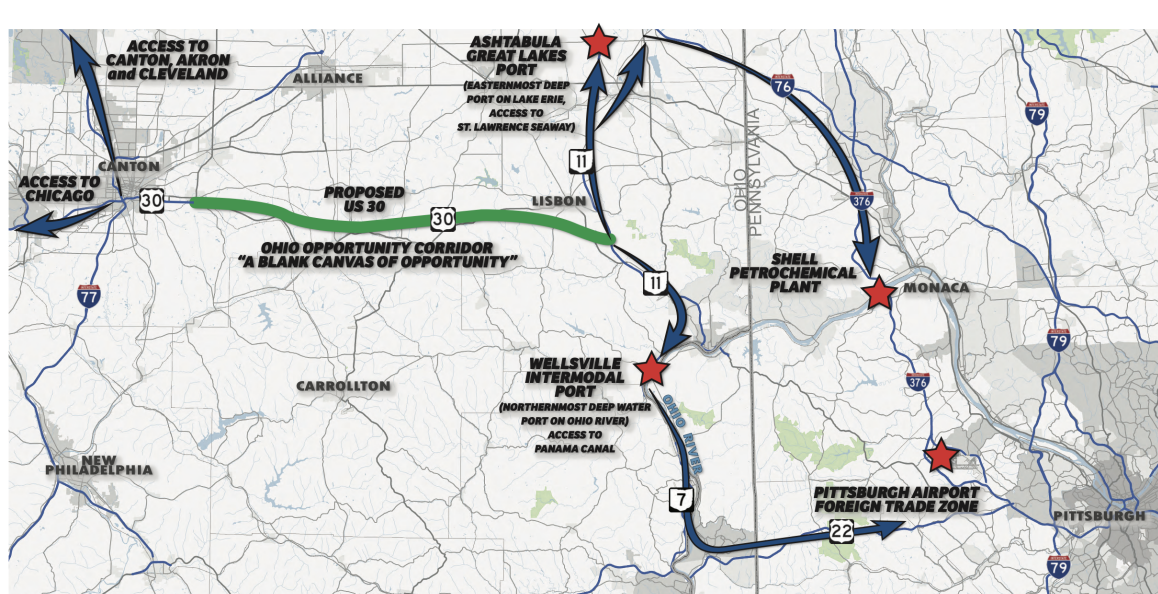 ACCESS TO
CANTON, AKRON
and CLEVELAND
ALLIANCE
ASHTABULA
GREAT LAKES
PORT
(EASTERNMOST DEEP
PORT ON LAKE ERIE,
ACCESS TO
ST. LAWRENCE SEAWAY)
76
79
11
OHIO
PENNSYLVAKIA
CANTON
ACCESS TO
CHICAGO
30
PROPOSED
US 30
30
LISBON
376
OHIO OPPORTUNITY CORRIDOR
“A BLANK CANVAS OF OPPORTUNITY”
SHELL
PETROCHEMICAL
PLANT
MONACA
11
77
79
WELLSVILLE
INTERMODAL
PORT
(NORTHERNMOST DEEP WATER
PORT ON OHIO RIVER)
ACCESS TO
PANAMA CANAL
CARROLLTON
376
OHIO RIVER
NEW
PHILADELPHIA
7
PITTSBURGH AIRPORT
FOREIGN TRADE ZONE
PITTSBURGH
22
79